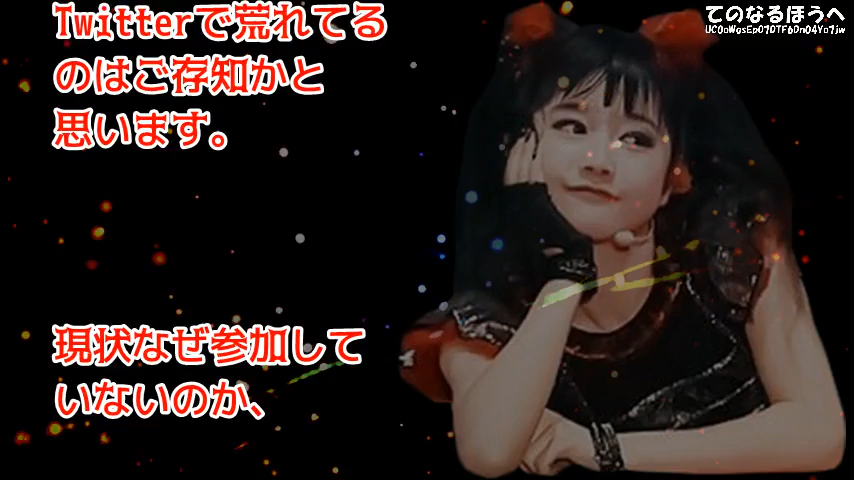 Twitterで荒れてる
のはご存知かと
思います。
現状なぜ参加して
いないのか、
てのなるほうへ